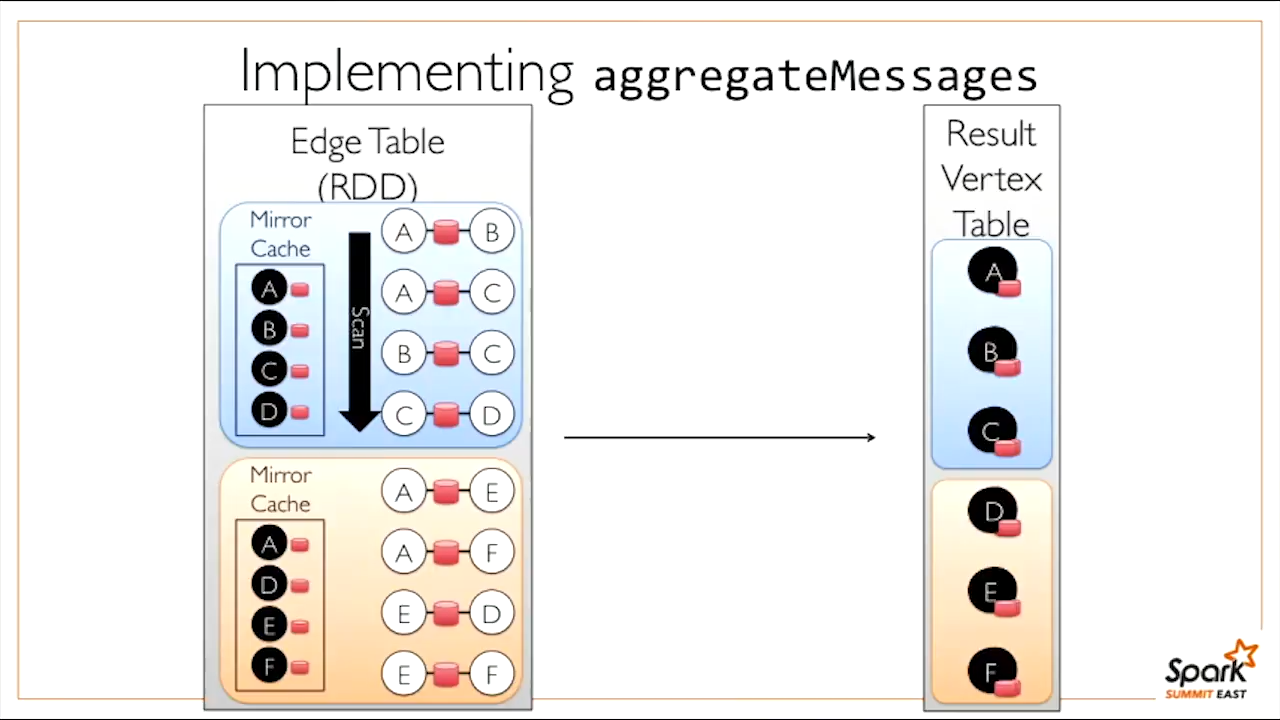 Implementing aggregateMessages
Edge Table
(RDD)
Mirror
Cache
A
B
C
D
Scan
A B
A C
B C
C D
Mirror
Cache
A
D
E
F
A E
A F
E D
E F
Result
Vertex
Table
A
B
C
D
E
F
Spark
SUMMIT EAST